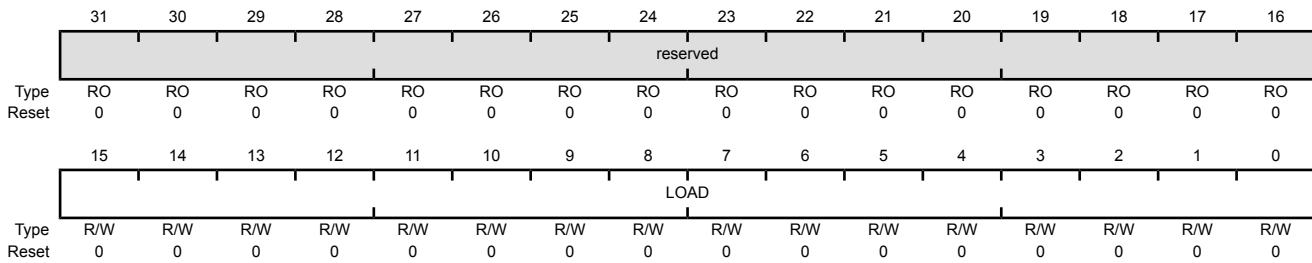 31 30 29 28 27 26 25 24 23 22 21 20 19 18 17 16
reserved
Type RO RO RO RO RO RO RO RO RO RO RO RO RO RO RO RO
Reset 0 0 0 0 0 0 0 0 0 0 0 0 0 0 0 0
15 14 13 12 11 10 9 8 7 6 5 4 3 2 1 0
LOAD
Type R/W R/W R/W R/W R/W R/W R/W R/W R/W R/W R/W R/W R/W R/W R/W R/W
Reset 0 0 0 0 0 0 0 0 0 0 0 0 0 0 0 0